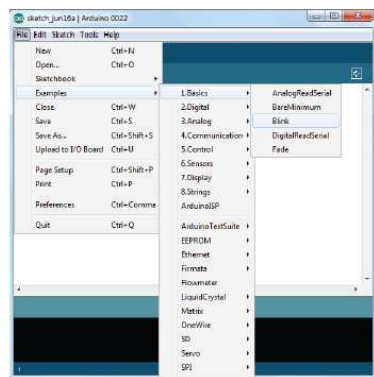 sketch_jun16a | Arduino 0022
File Edit Sketch Tools Help
New Ctrl+N
Open... Ctrl+O
Sketchbook
Examples
Close Ctrl+W
Save Ctrl+S
Save As... Ctrl+Shift+S
Upload to I/O Board Ctrl+U
Page Setup Ctrl+Shift+P
Print Ctrl+P
Preferences Ctrl+Comma
Quit Ctrl+Q
1.Basics
2.Digital
3.Analog
4.Communication
5.Control
6.Sensors
7.Display
8.Strings
ArduinoISP
ArduinoTestSuite
EEPROM
Ethernet
Firmata
Flowmeter
LiquidCrystal
Matrix
OneWire
SD
Servo
SPI
AnalogReadSerial
BareMinimum
Blink
DigitalReadSerial
Fade
1